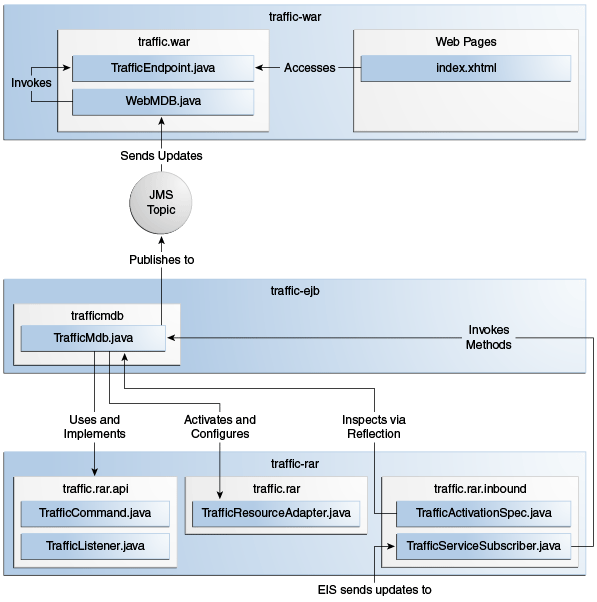 traffic-war
traffic.war
Web Pages
TrafficEndpoint.java
Accesses
index.xhtml
Invokes
WebMDB.java
Sends Updates
JMS
Topic
Publishes to
traffic-ejb
trafficmdb
TrafficMdb.java
Invokes
Methods
Uses and
Implements
Activates and
Configures
Inspects via
Reflection
traffic-rar
traffic.rar.api
traffic.rar
traffic.rar.inbound
TrafficCommand.java
TrafficResourceAdapter.java
TrafficActivationSpec.java
TrafficListener.java
TrafficServiceSubscriber.java
EIS sends updates to